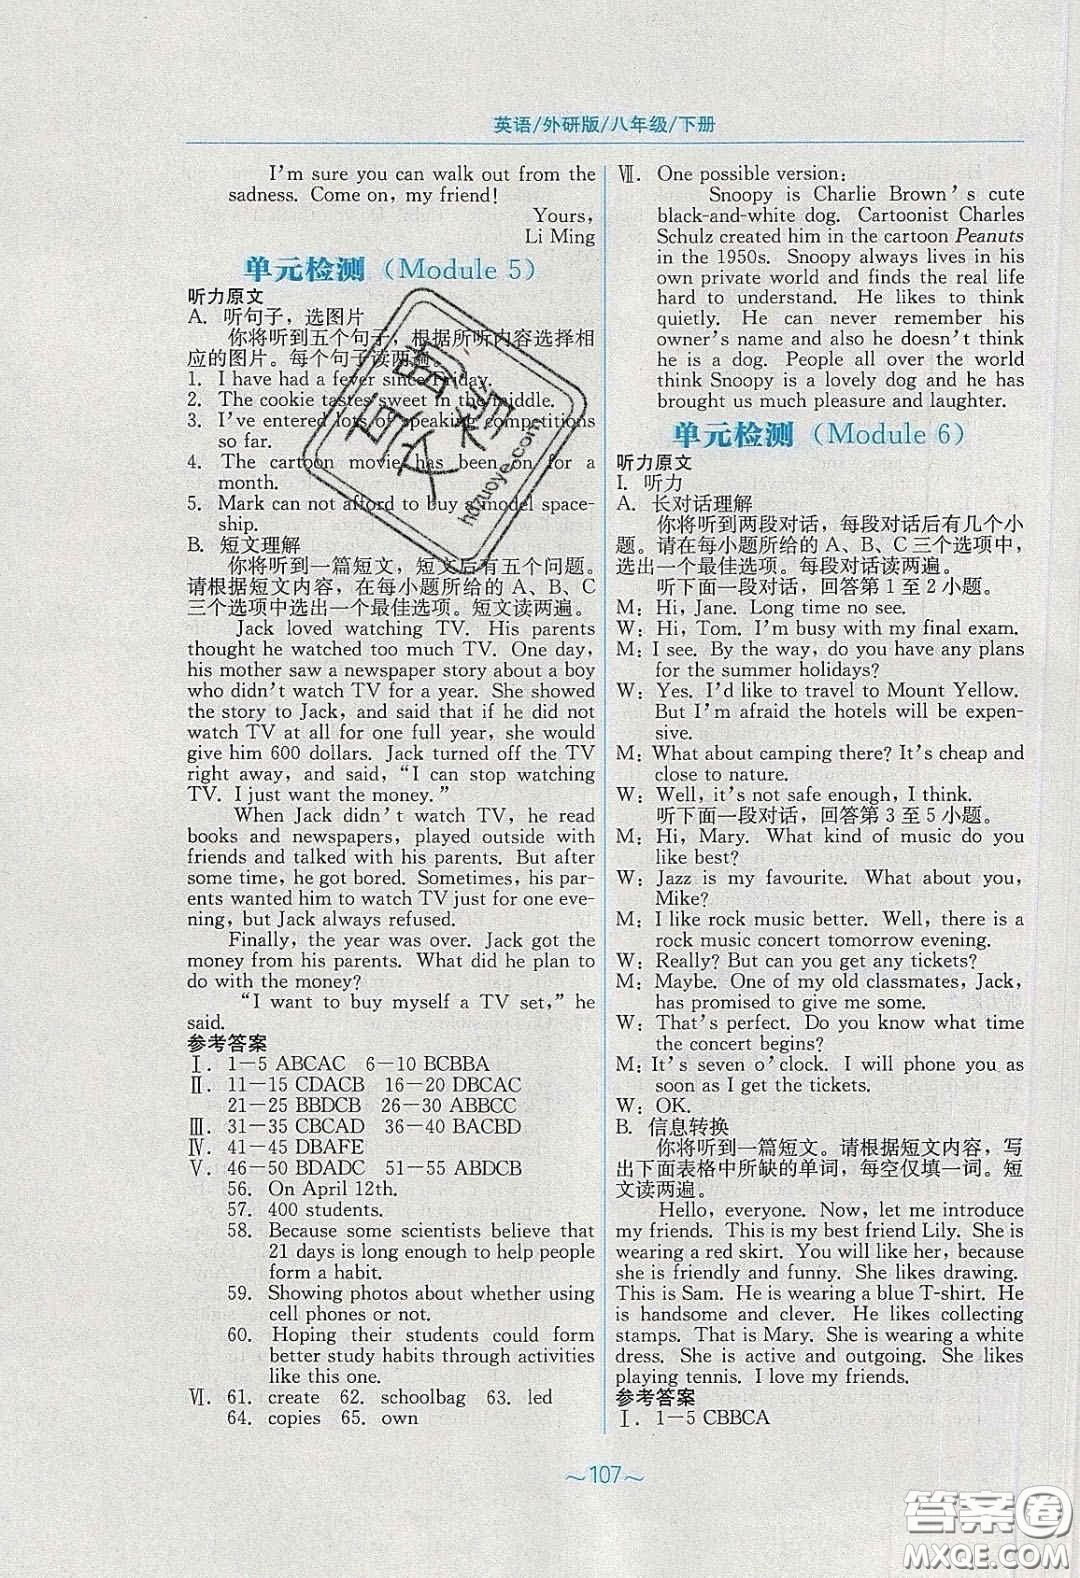 英语/外研版/八年级/下册
I'm sure you can walk out from the
sadness. Come on, my friend!
Yours,
Li Ming
单元检测（Module 5）
听力原文
A. 听句子，选图片
你将听到五个句子，根据所听内容选择相
应的图片。每个句子读两遍。
1. I have had a fever since Friday.
2. The cookie tastes sweet in the middle.
3. I've entered lots of speaking competitions
so far.
4. The cartoon movie has been on for a
month.
5. Mark can not afford to buy a model space-
ship.
B. 短文理解
你将听到一篇短文，短文后有五个问题。
请根据短文内容，在每小题所给的 A、B、C
三个选项中选出一个最佳选项。短文读两遍。
Jack loved watching TV. His parents
thought he watched too much TV. One day,
his mother saw a newspaper story about a boy
who didn't watch TV for a year. She showed
the story to Jack, and said that if he did not
watch TV at all for one full year, she would
give him 600 dollars. Jack turned off the TV
right away, and said, “I can stop watching
TV. I just want the money.”
When Jack didn't watch TV, he read
books and newspapers, played outside with
friends and talked with his parents. But after
some time, he got bored. Sometimes, his par-
ents wanted him to watch TV just for one eve-
ning, but Jack always refused.
Finally, the year was over. Jack got the
money from his parents. What did he plan to
do with the money?
“I want to buy myself a TV set,” he
said.
参考答案
Ⅰ. 1—5 ABCAC 6—10 BCBBA
Ⅱ. 11—15 CDACB 16—20 DBCAC
21—25 BBDCB 26—30 ABBCC
Ⅲ. 31—35 CBCAD 36—40 BACBD
Ⅳ. 41—45 DBAFE
Ⅴ. 46—50 BDADC 51—55 ABDCB
56. On April 12th.
57. 400 students.
58. Because some scientists believe that
21 days is long enough to help people
form a habit.
59. Showing photos about whether using
cell phones or not.
60. Hoping their students could form
better study habits through activities
like this one.
Ⅵ. 61. create 62. schoolbag 63. led
64. copies 65. own
Ⅶ. One possible version:
Snoopy is Charlie Brown's cute
black-and-white dog. Cartoonist Charles
Schulz created him in the cartoon Peanuts
in the 1950s. Snoopy always lives in his
own private world and finds the real life
hard to understand. He likes to think
quietly. He can never remember his
owner's name and also he doesn't think
he is a dog. People all over the world
think Snoopy is a lovely dog and he has
brought us much pleasure and laughter.
单元检测（Module 6）
听力原文
Ⅰ. 听力
A. 长对话理解
你将听到两段对话，每段对话后有几个小
题。请在每小题所给的 A、B、C 三个选项中，
选出一个最佳选项。每段对话读两遍。
听下面一段对话，回答第 1 至 2 小题。
M: Hi, Jane. Long time no see.
W: Hi, Tom. I'm busy with my final exam.
M: I see. By the way, do you have any plans
for the summer holidays?
W: Yes. I'd like to travel to Mount Yellow.
But I'm afraid the hotels will be expen-
sive.
M: What about camping there? It's cheap and
close to nature.
W: Well, it's not safe enough, I think.
听下面一段对话，回答第 3 至 5 小题。
M: Hi, Mary. What kind of music do you
like best?
W: Jazz is my favourite. What about you,
Mike?
M: I like rock music better. Well, there is a
rock music concert tomorrow evening.
W: Really? But can you get any tickets?
M: Maybe. One of my old classmates, Jack,
has promised to give me some.
W: That's perfect. Do you know what time
the concert begins?
M: It's seven o'clock. I will phone you as
soon as I get the tickets.
W: OK.
B. 信息转换
你将听到一篇短文。请根据短文内容，写
出下面表格中所缺的单词，每空仅填一词。短
文读两遍。
Hello, everyone. Now, let me introduce
my friends. This is my best friend Lily. She is
wearing a red skirt. You will like her, because
she is friendly and funny. She likes drawing.
This is Sam. He is wearing a blue T-shirt. He
is handsome and clever. He likes collecting
stamps. That is Mary. She is wearing a white
dress. She is active and outgoing. She likes
playing tennis. I love my friends.
参考答案
Ⅰ. 1—5 CBBCA
～107～
hdzuoye.com
答案圈
MXQE.COM